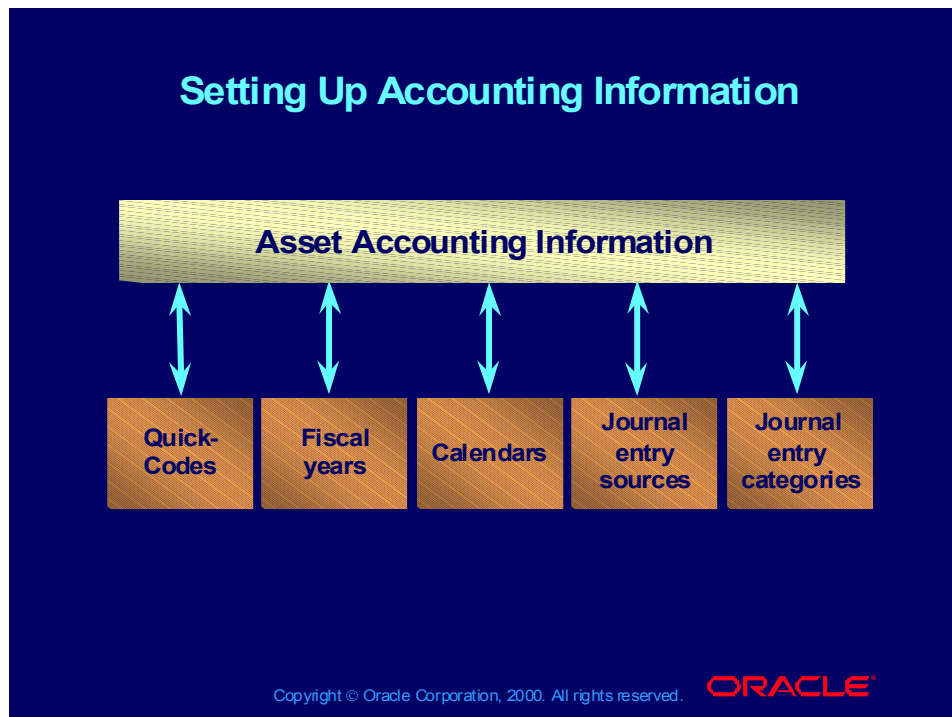 Setting Up Accounting Information
Asset Accounting Information
Quick-
Codes
Fiscal
years
Calendars
Journal
entry
sources
Journal
entry
categories
Copyright © Oracle Corporation, 2000. All rights reserved.
ORACLE®